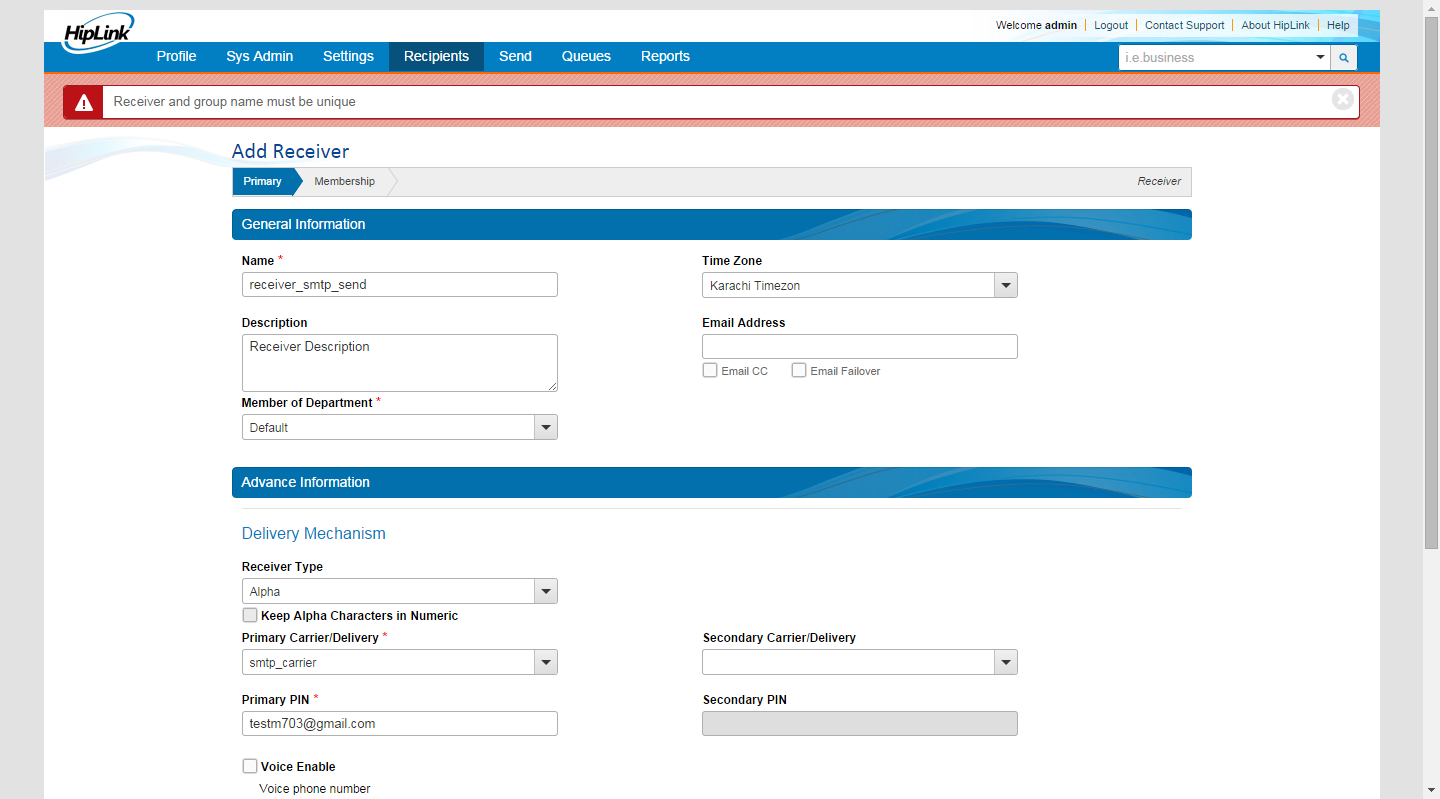 HipLink
Welcome admin Logout Contact Support About HipLink Help
Profile Sys Admin Settings Recipients Send Queues Reports i.e.business
Receiver and group name must be unique
Add Receiver
Primary Membership Receiver
General Information
Name * Time Zone
receiver_smtp_send Karachi Timezon
Description Email Address
Receiver Description
Email CC Email Failover
Member of Department *
Default
Advance Information
Delivery Mechanism
Receiver Type
Alpha
Keep Alpha Characters in Numeric
Primary Carrier/Delivery * Secondary Carrier/Delivery
smtp_carrier
Primary PIN * Secondary PIN
testm703@gmail.com
Voice Enable
Voice phone number